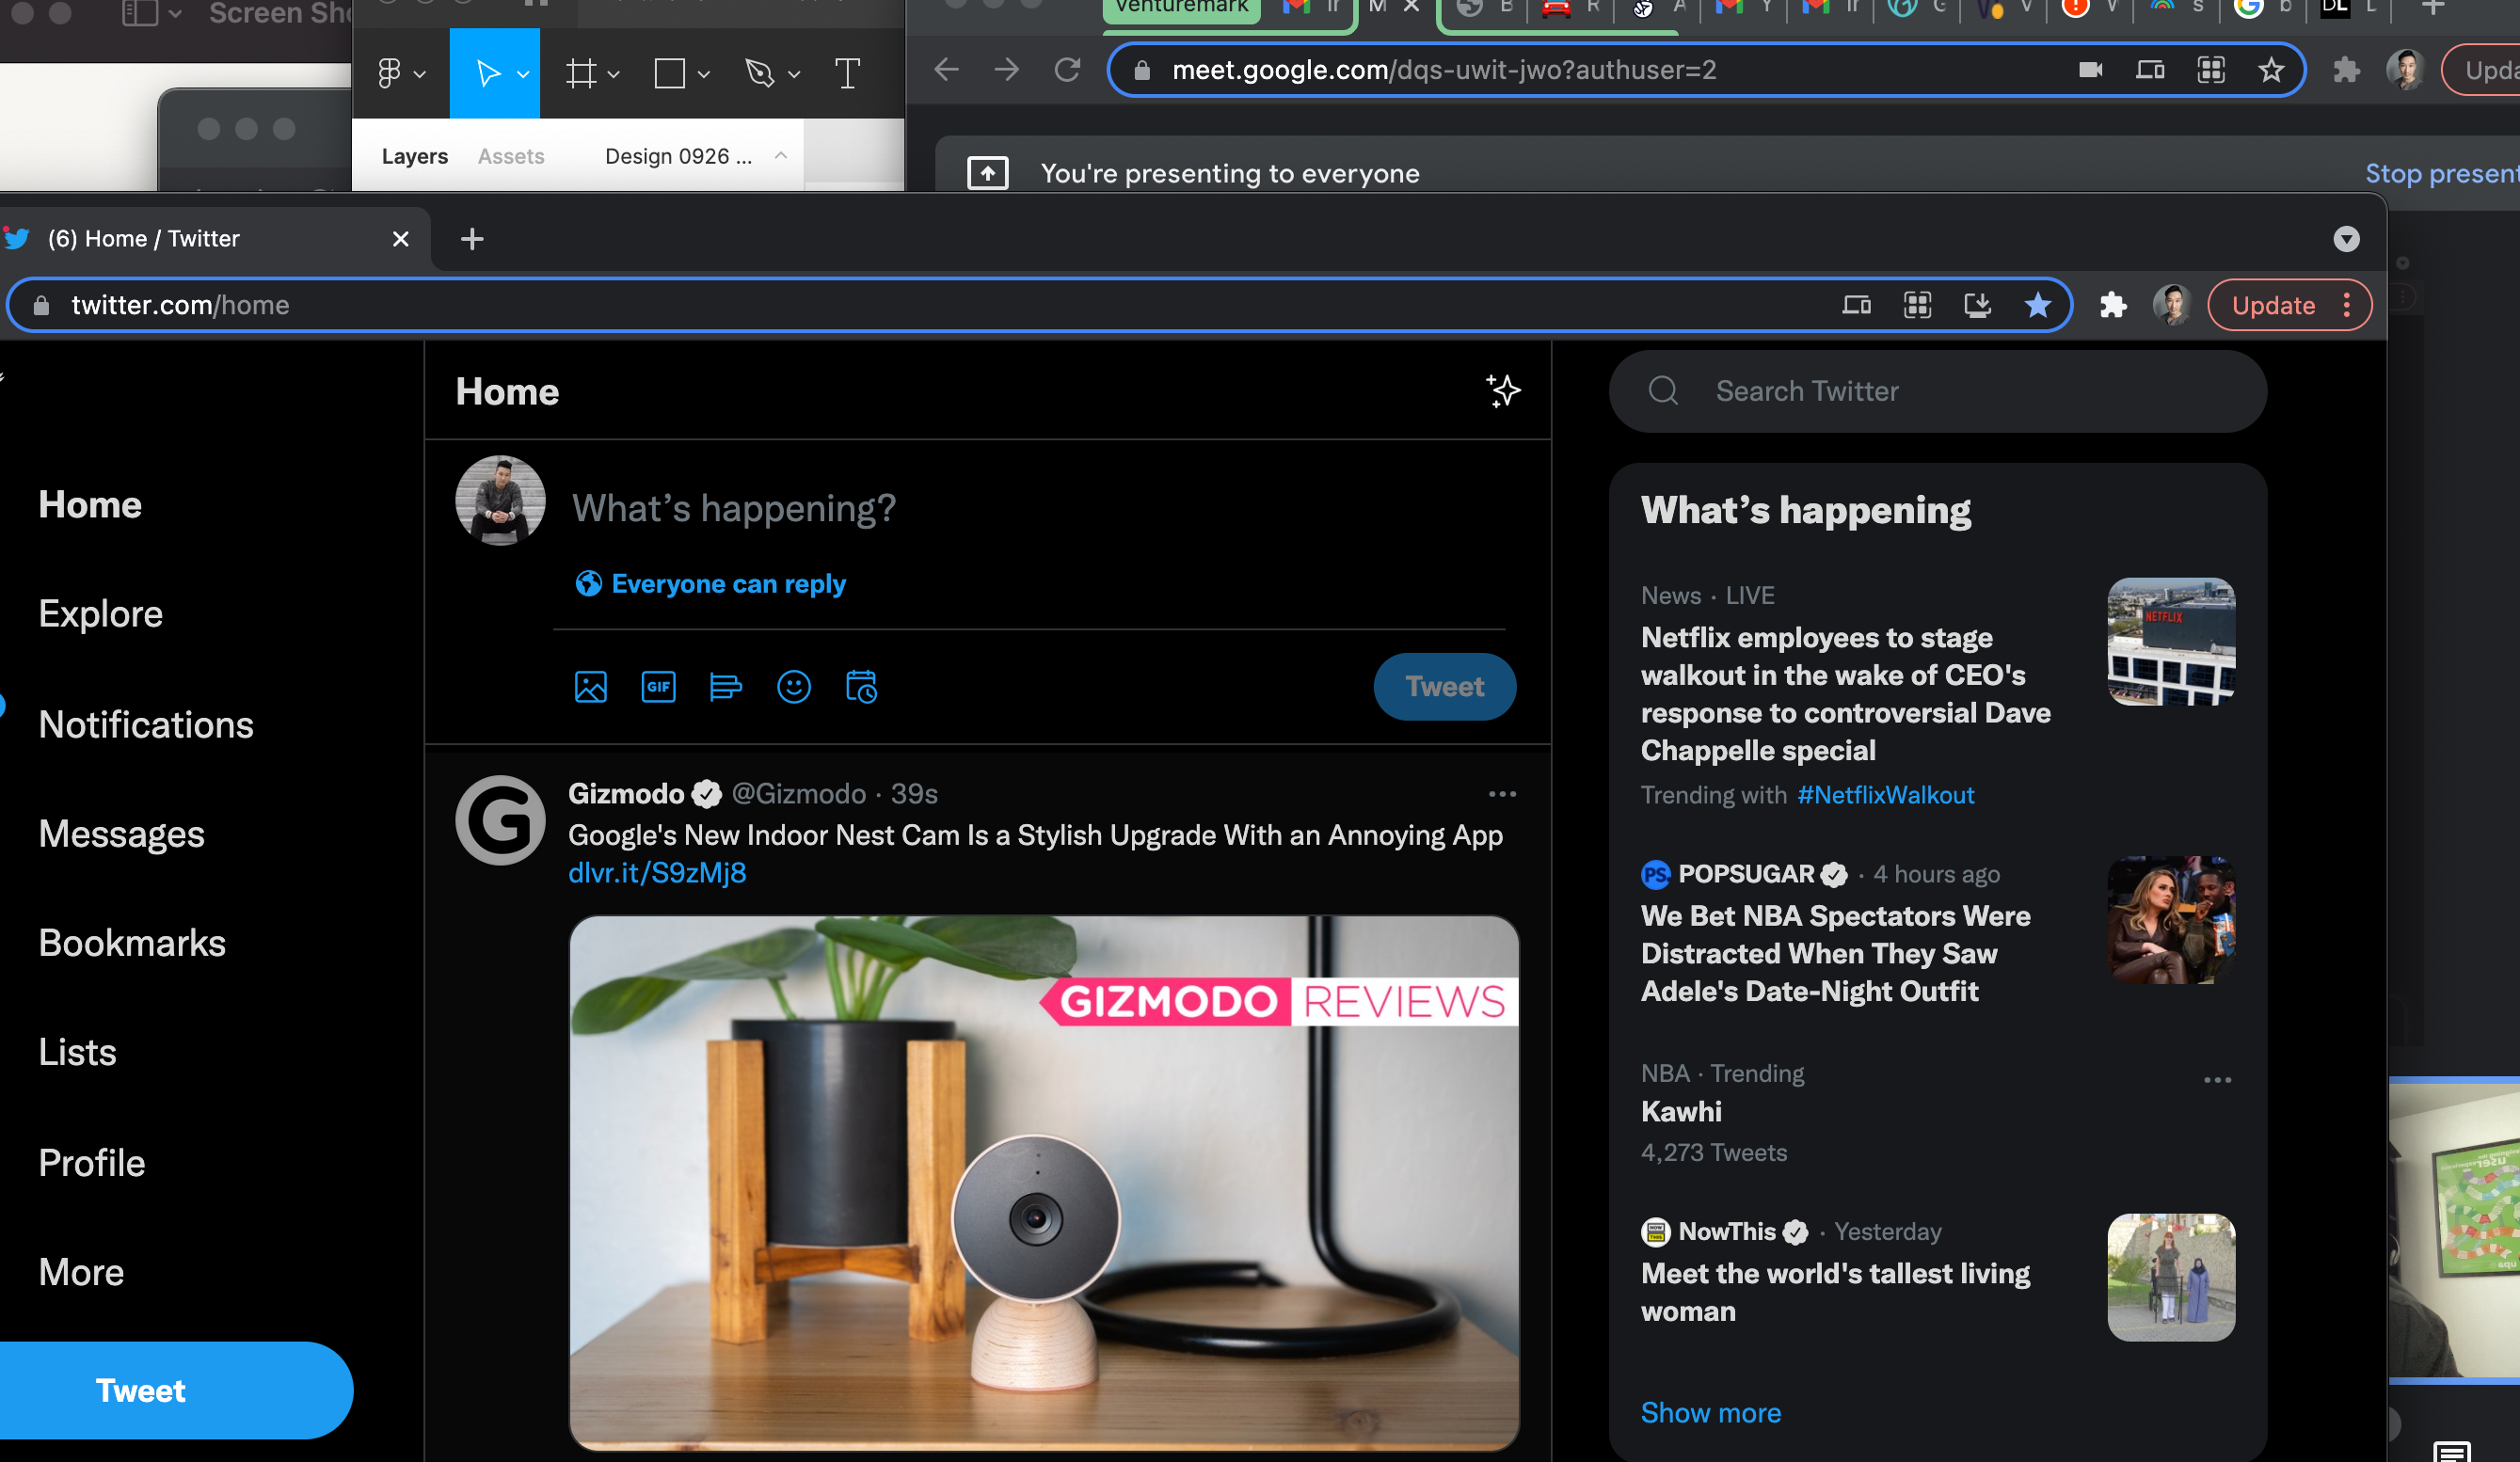 Screen Sh
Venturemark
meet.google.com/dqs-uwit-jwo?authuser=2
Layers
Assets
Design 0926 ...
You're presenting to everyone
Stop present
(6) Home / Twitter
twitter.com/home
Update
Home
Search Twitter
Home
Explore
Notifications
Messages
Bookmarks
Lists
Profile
More
Tweet
What's happening?
Everyone can reply
GIF
Tweet
Gizmodo @Gizmodo · 39s
Google's New Indoor Nest Cam Is a Stylish Upgrade With an Annoying App
dlvr.it/S9zMj8
GIZMODO REVIEWS
What's happening
News · LIVE
Netflix employees to stage
walkout in the wake of CEO's
response to controversial Dave
Chappelle special
Trending with #NetflixWalkout
NETFLIX
PS POPSUGAR · 4 hours ago
We Bet NBA Spectators Were
Distracted When They Saw
Adele's Date-Night Outfit
NBA · Trending
Kawhi
4,273 Tweets
NowThis · Yesterday
Meet the world's tallest living
woman
Show more